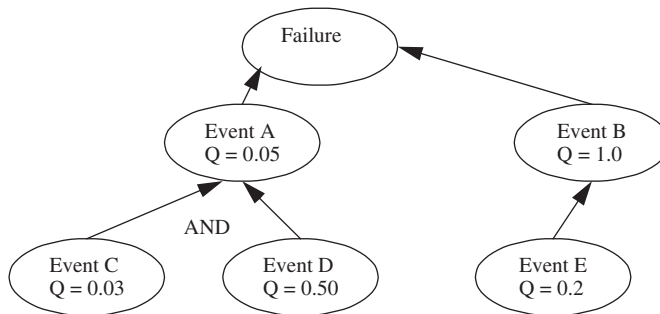 Failure
Event A
Q = 0.05
Event B
Q = 1.0
AND
Event C
Q = 0.03
Event D
Q = 0.50
Event E
Q = 0.2